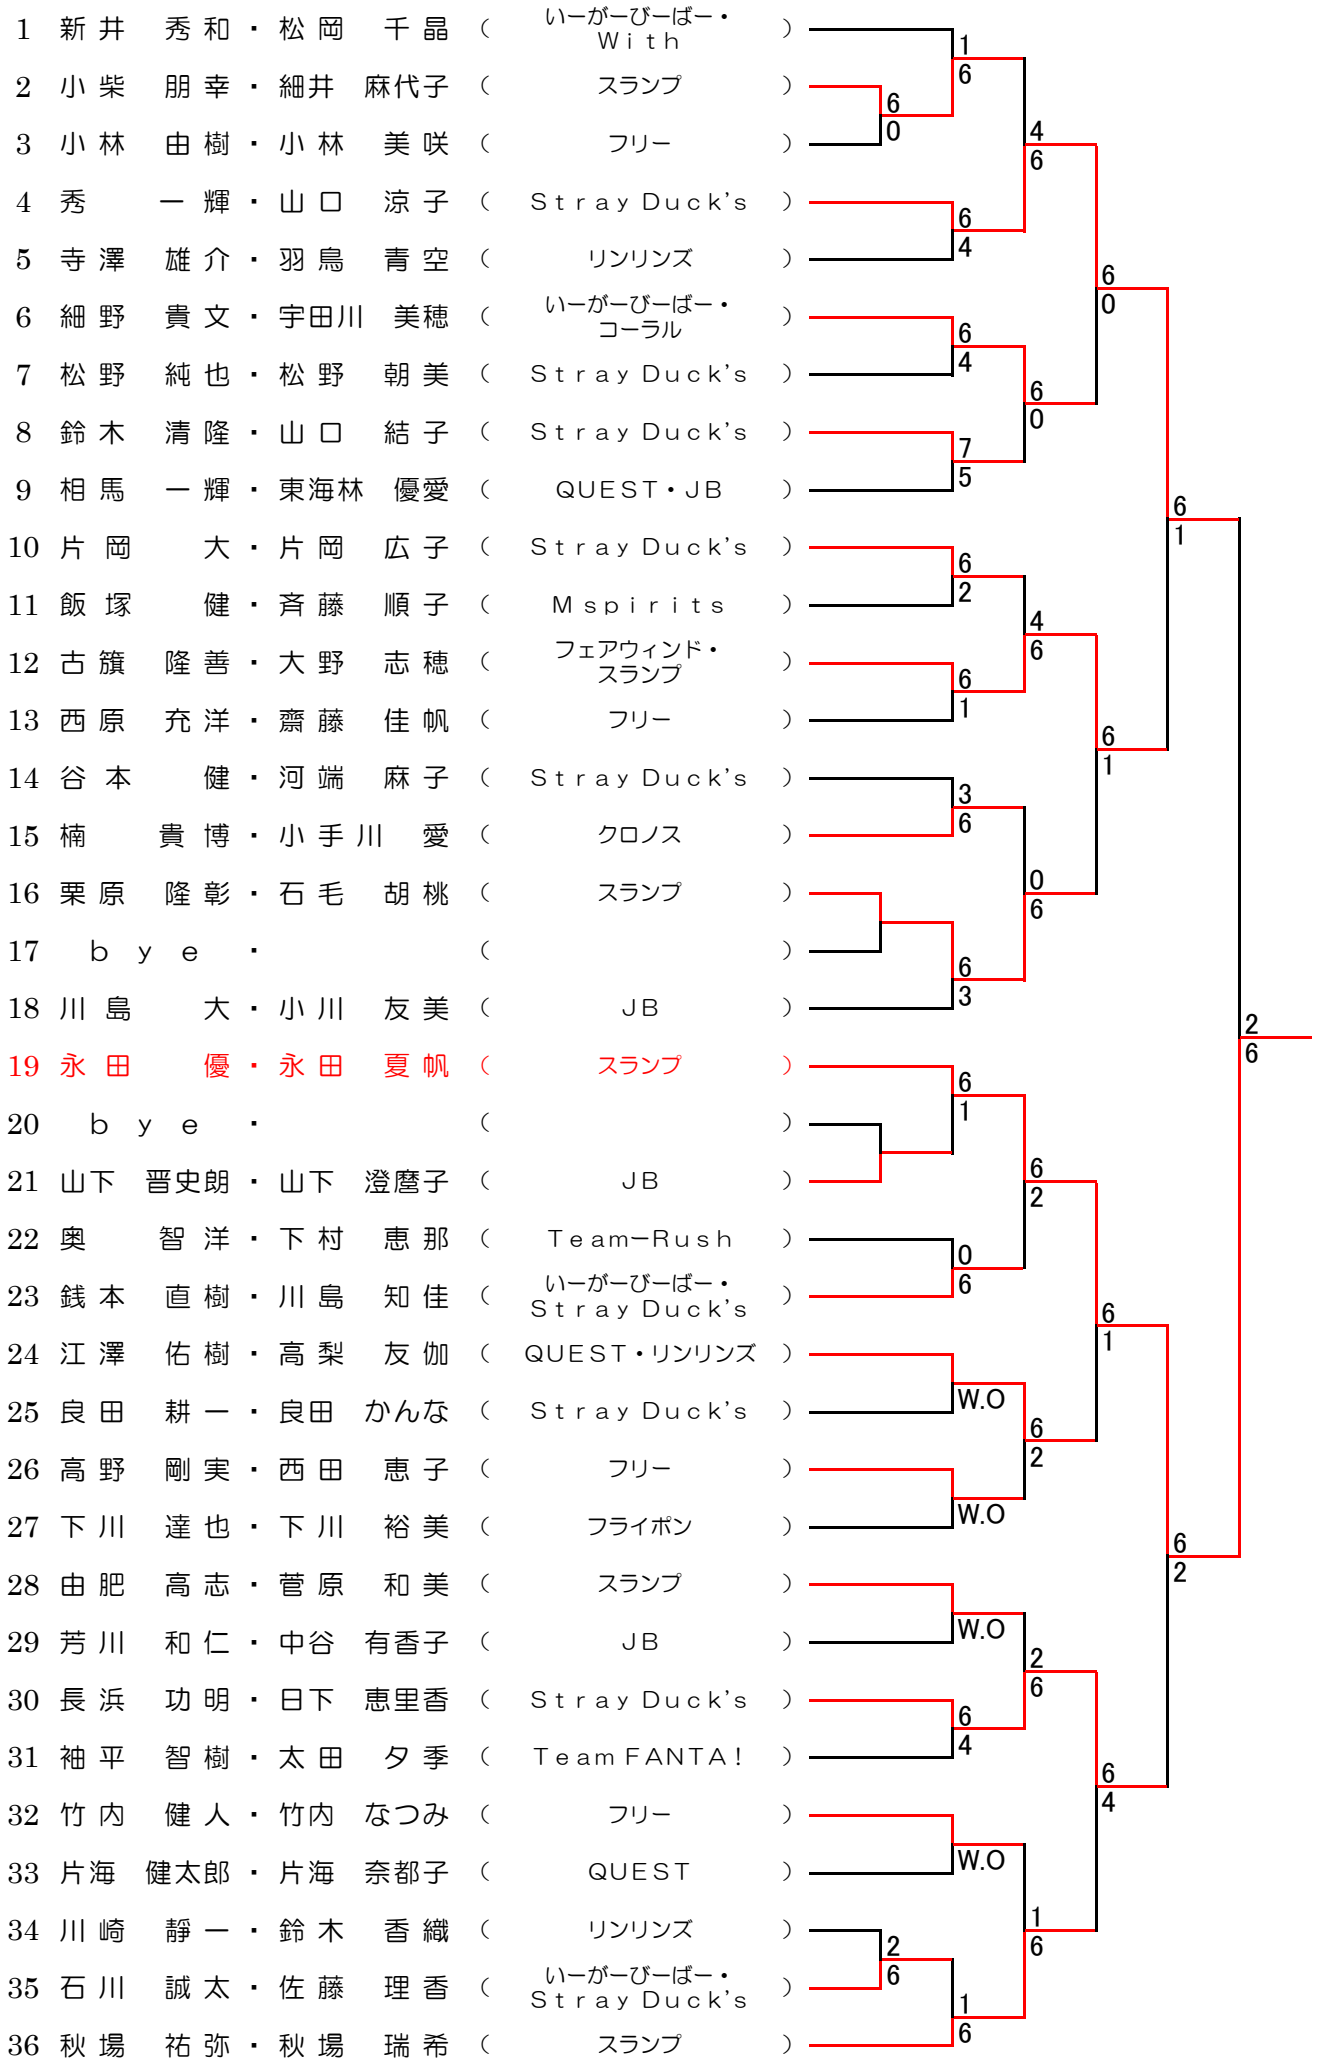 1 新井 秀和・松岡 千晶 ( いーがーびーばー・With )
2 小柴 朋幸・細井 麻代子 ( スランプ )
3 小林 由樹・小林 美咲 ( フリー )
4 秀 一輝・山口 涼子 ( Stray Duck's )
5 寺澤 雄介・羽鳥 青空 ( リンリンズ )
6 細野 貴文・宇田川 美穂 ( いーがーびーばー・コーラル )
7 松野 純也・松野 朝美 ( Stray Duck's )
8 鈴木 清隆・山口 結子 ( Stray Duck's )
9 相馬 一輝・東海林 優愛 ( QUEST・JB )
10 片岡 大・片岡 広子 ( Stray Duck's )
11 飯塚 健・斉藤 順子 ( Mspirits )
12 古籏 隆善・大野 志穂 ( フェアウィンド・スランプ )
13 西原 充洋・齋藤 佳帆 ( フリー )
14 谷本 健・河端 麻子 ( Stray Duck's )
15 楠 貴博・小手川 愛 ( クロノス )
16 栗原 隆彰・石毛 胡桃 ( スランプ )
17 bye・ ( )
18 川島 大・小川 友美 ( JB )
19 永田 優・永田 夏帆 ( スランプ )
20 bye・ ( )
21 山下 晋史朗・山下 澄麿子 ( JB )
22 奥 智洋・下村 恵那 ( Team-Rush )
23 銭本 直樹・川島 知佳 ( いーがーびーばー・Stray Duck's )
24 江澤 佑樹・高梨 友伽 ( QUEST・リンリンズ )
25 良田 耕一・良田 かんな ( Stray Duck's )
26 高野 剛実・西田 恵子 ( フリー )
27 下川 達也・下川 裕美 ( フライポン )
28 由肥 高志・菅原 和美 ( スランプ )
29 芳川 和仁・中谷 有香子 ( JB )
30 長浜 功明・日下 恵里香 ( Stray Duck's )
31 袖平 智樹・太田 夕季 ( Team FANTA! )
32 竹内 健人・竹内 なつみ ( フリー )
33 片海 健太郎・片海 奈都子 ( QUEST )
34 川崎 靜一・鈴木 香織 ( リンリンズ )
35 石川 誠太・佐藤 理香 ( いーがーびーばー・Stray Duck's )
36 秋場 祐弥・秋場 瑞希 ( スランプ )
6
0
2
6
1
6
6
4
6
4
7
5
6
2
6
1
3
6
6
3
6
1
0
6
W.O
W.O
W.O
6
4
W.O
1
6
4
6
6
0
4
6
0
6
6
2
6
2
2
6
1
6
6
0
6
1
6
1
6
4
6
1
6
2
2
6